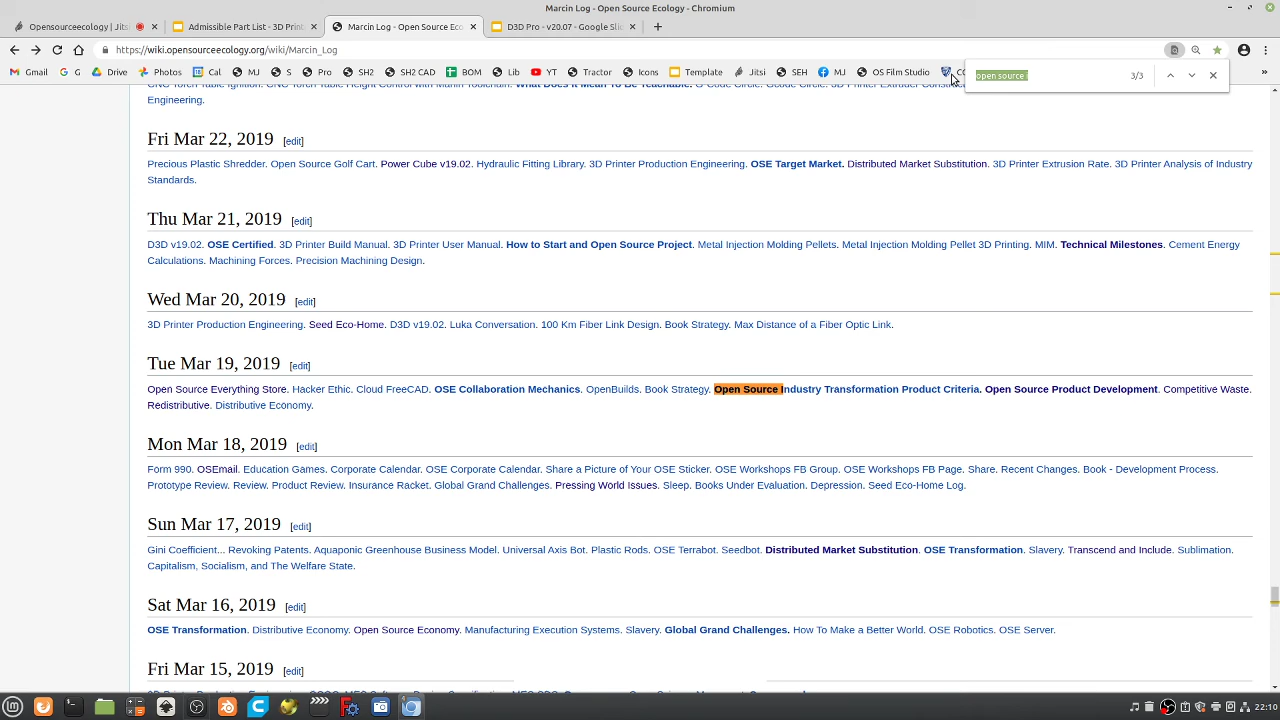 Marcin Log - Open Source Ecology - Chromium
Opensourceecology | Jits
Admissible Part List - 3D Print
Marcin Log - Open Source Eco
D3D Pro - v20.07 - Google Sli
https://wiki.opensourceecology.org/wiki/Marcin_Log
Gmail G Drive Photos Cal MJ S Pro SH2 SH2 CAD BOM Lib YT Tractor Icons Template Jitsi SEH MJ OS Film Studio
open source i 3/3
Engineering.
Fri Mar 22, 2019 [edit]
Precious Plastic Shredder. Open Source Golf Cart. Power Cube v19.02. Hydraulic Fitting Library. 3D Printer Production Engineering. OSE Target Market. Distributed Market Substitution. 3D Printer Extrusion Rate. 3D Printer Analysis of Industry
Standards.
Thu Mar 21, 2019 [edit]
D3D v19.02. OSE Certified. 3D Printer Build Manual. 3D Printer User Manual. How to Start and Open Source Project. Metal Injection Molding Pellets. Metal Injection Molding Pellet 3D Printing. MIM. Technical Milestones. Cement Energy
Calculations. Machining Forces. Precision Machining Design.
Wed Mar 20, 2019 [edit]
3D Printer Production Engineering. Seed Eco-Home. D3D v19.02. Luka Conversation. 100 Km Fiber Link Design. Book Strategy. Max Distance of a Fiber Optic Link.
Tue Mar 19, 2019 [edit]
Open Source Everything Store. Hacker Ethic. Cloud FreeCAD. OSE Collaboration Mechanics. OpenBuilds. Book Strategy. Open Source Industry Transformation Product Criteria. Open Source Product Development. Competitive Waste.
Redistributive. Distributive Economy.
Mon Mar 18, 2019 [edit]
Form 990. OSEmail. Education Games. Corporate Calendar. OSE Corporate Calendar. Share a Picture of Your OSE Sticker. OSE Workshops FB Group. OSE Workshops FB Page. Share. Recent Changes. Book - Development Process.
Prototype Review. Review. Product Review. Insurance Racket. Global Grand Challenges. Pressing World Issues. Sleep. Books Under Evaluation. Depression. Seed Eco-Home Log.
Sun Mar 17, 2019 [edit]
Gini Coefficient... Revoking Patents. Aquaponic Greenhouse Business Model. Universal Axis Bot. Plastic Rods. OSE Terrabot. Seedbot. Distributed Market Substitution. OSE Transformation. Slavery. Transcend and Include. Sublimation.
Capitalism, Socialism, and The Welfare State.
Sat Mar 16, 2019 [edit]
OSE Transformation. Distributive Economy. Open Source Economy. Manufacturing Execution Systems. Slavery. Global Grand Challenges. How To Make a Better World. OSE Robotics. OSE Server.
Fri Mar 15, 2019 [edit]
22:10